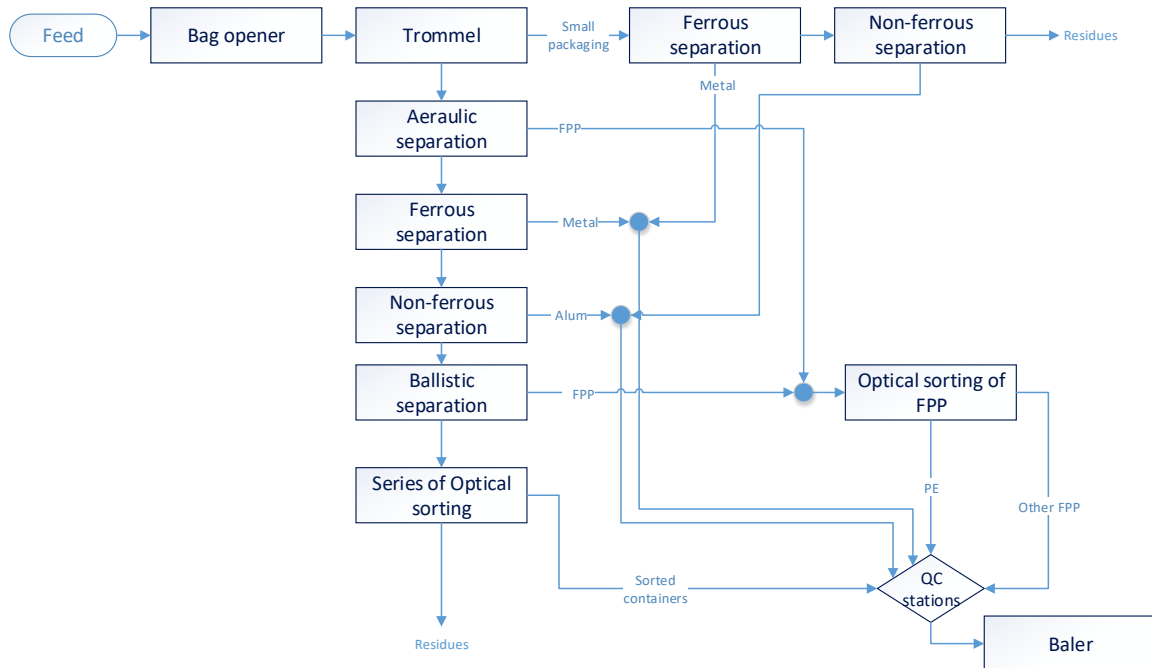 Feed
Bag opener
Trommel
Small
packaging
Ferrous
separation
Non-ferrous
separation
Residues
Metal
Aeraulic
separation
FPP
Ferrous
separation
Metal
Non-ferrous
separation
Alum
Ballistic
separation
FPP
Optical sorting of
FPP
Series of Optical
sorting
PE
Other FPP
Sorted
containers
QC
stations
Residues
Baler